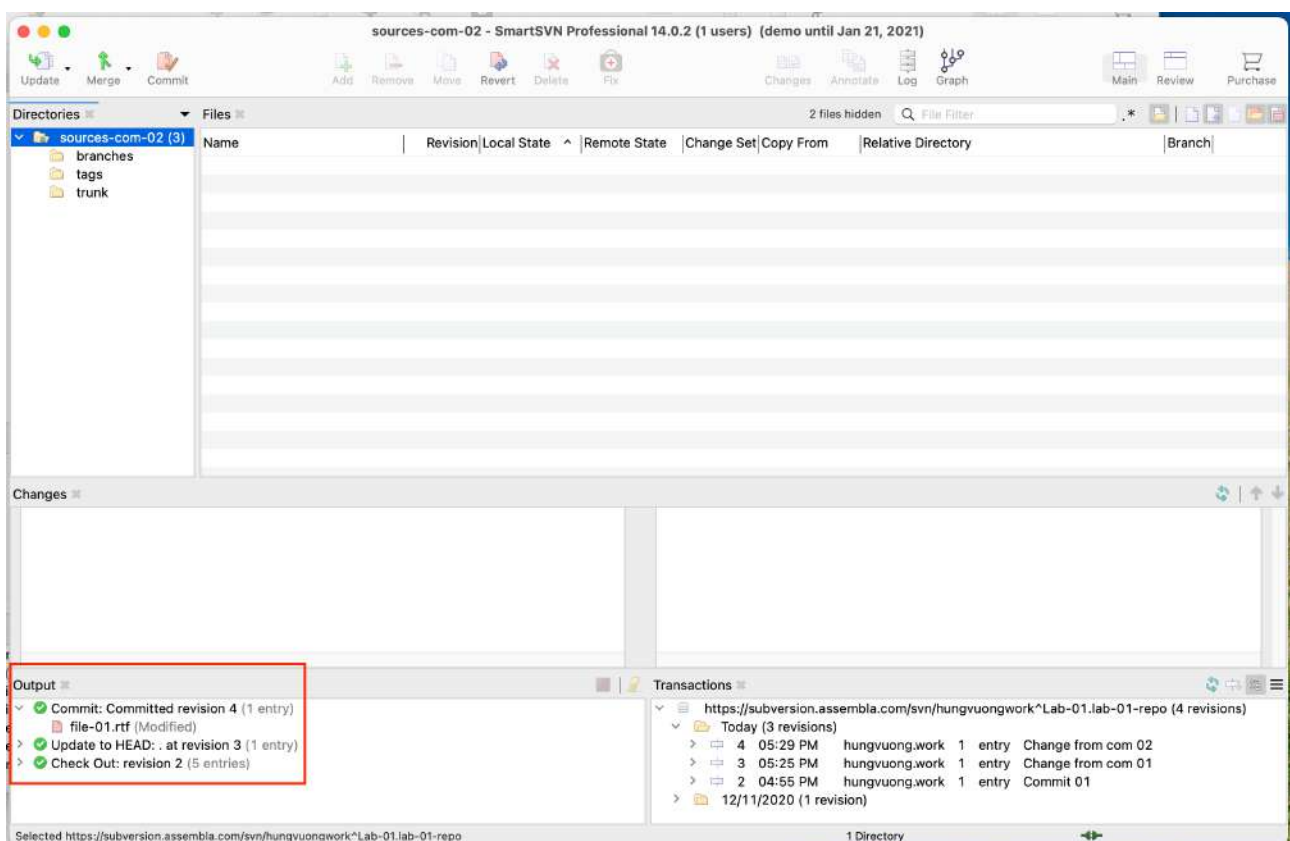 sources-com-02 - SmartSVN Professional 14.0.2 (1 users) (demo until Jan 21, 2021)
Update Merge Commit Add Remove Move Revert Delete Fix Changes Annotate Log Graph Main Review Purchase
Directories Files 2 files hidden File Filter .*
sources-com-02 (3)
branches
tags
trunk
Name Revision Local State Remote State Change Set Copy From Relative Directory Branch
Changes
Output
Commit: Committed revision 4 (1 entry)
file-01.rtf (Modified)
Update to HEAD: . at revision 3 (1 entry)
Check Out: revision 2 (5 entries)
Transactions
https://subversion.assembla.com/svn/hungvuongwork^Lab-01.lab-01-repo (4 revisions)
Today (3 revisions)
4 05:29 PM hungvuong.work 1 entry Change from com 02
3 05:25 PM hungvuong.work 1 entry Change from com 01
2 04:55 PM hungvuong.work 1 entry Commit 01
12/11/2020 (1 revision)
Selected https://subversion.assembla.com/svn/hungvuongwork^Lab-01.lab-01-repo 1 Directory